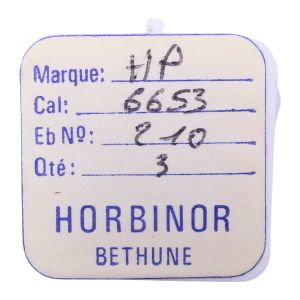 Marque: HP
Cal: 6653
Eb Nº: 210
Qté: 3
HORBINOR
BETHUNE